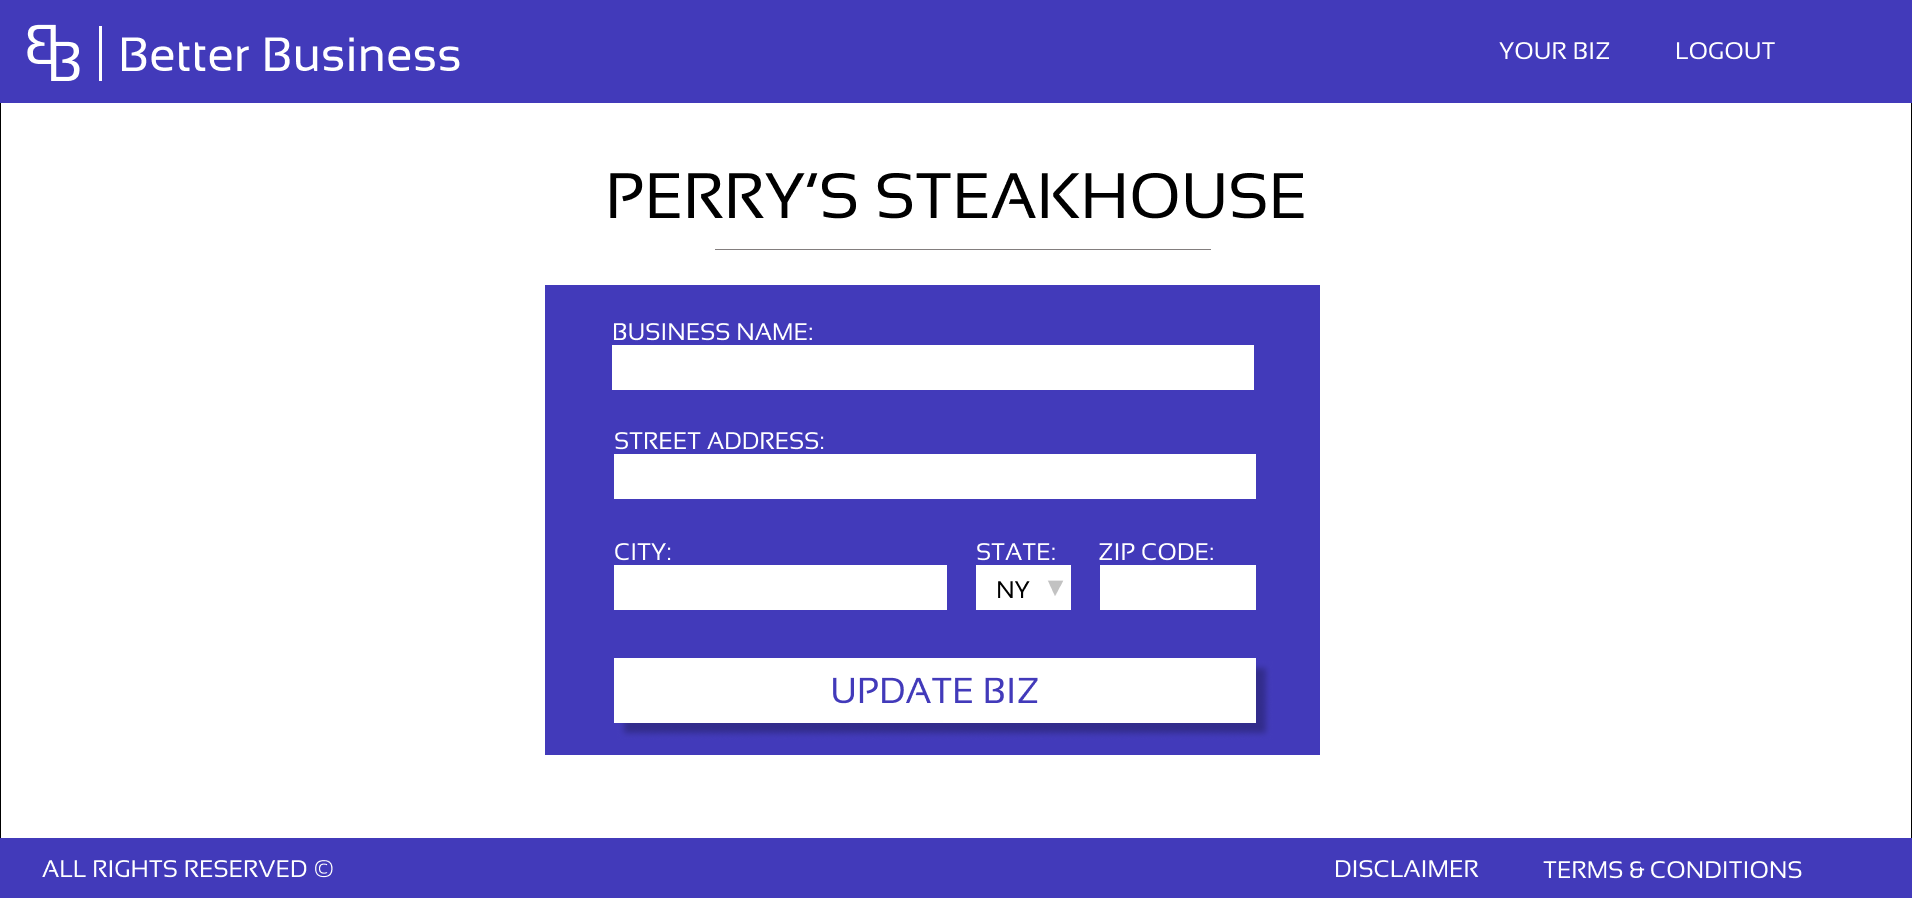 BB | Better Business
YOUR BIZ LOGOUT
PERRY‘S STEAKHOUSE
BUSINESS NAME:
STREET ADDRESS:
CITY: STATE: ZIP CODE:
NY ▼
UPDATE BIZ
ALL RIGHTS RESERVED ©
DISCLAIMER TERMS & CONDITIONS